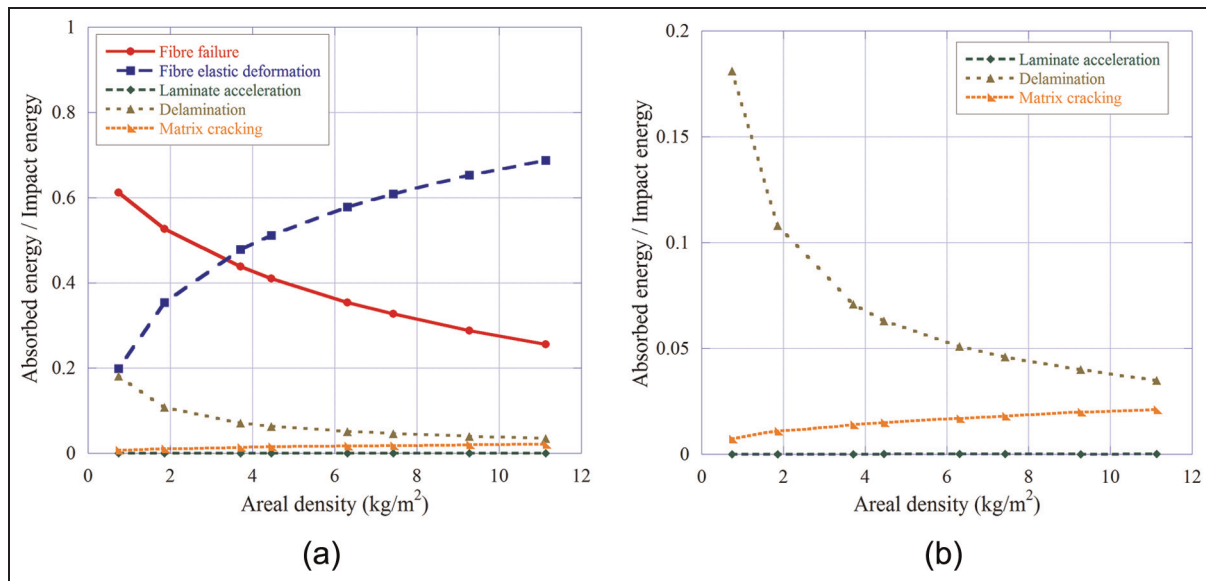 1
0.8
0.6
0.4
0.2
0
Absorbed energy / Impact energy
Fibre failure
Fibre elastic deformation
Laminate acceleration
Delamination
Matrix cracking
0 2 4 6 8 10 12
Areal density (kg/m²)
(a)
0.2
0.15
0.1
0.05
0
Absorbed energy / Impact energy
Laminate acceleration
Delamination
Matrix cracking
0 2 4 6 8 10 12
Areal density (kg/m²)
(b)